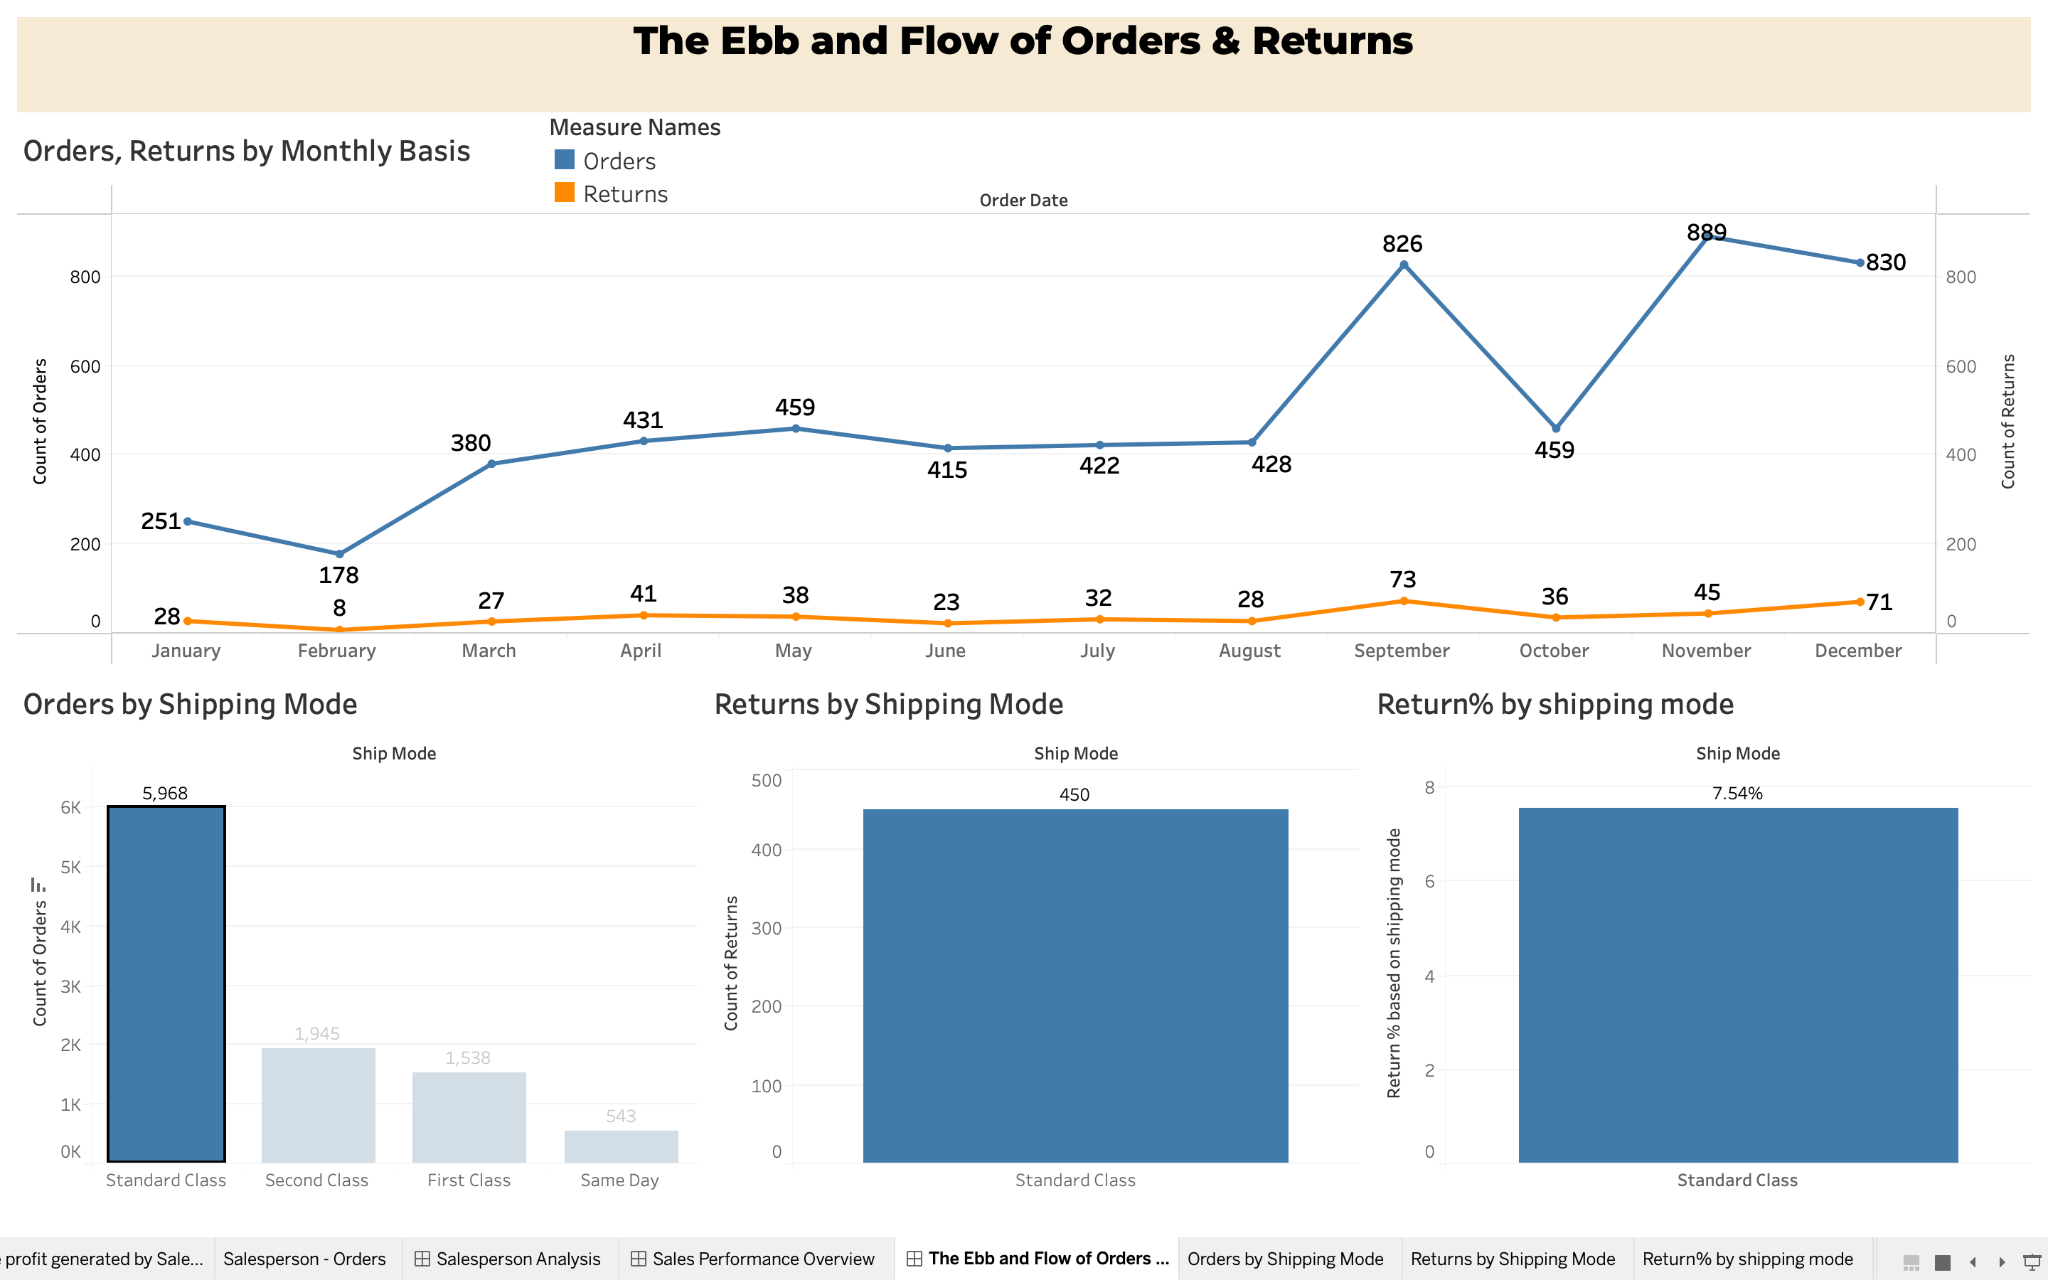 The Ebb and Flow of Orders & Returns
Orders, Returns by Monthly Basis
Measure Names
Orders
Returns
Order Date
Count of Orders
800
600
400
200
0
251
178
380
431
459
415
422
428
826
459
889
830
28
8
27
41
38
23
32
28
73
36
45
71
800
600
400
200
0
Count of Returns
January February March April May June July August September October November December
Orders by Shipping Mode
Ship Mode
Count of Orders
6K
5K
4K
3K
2K
1K
0K
5,968
1,945
1,538
543
Standard Class Second Class First Class Same Day
Returns by Shipping Mode
Ship Mode
Count of Returns
500
400
300
200
100
0
450
Standard Class
Return% by shipping mode
Ship Mode
Return % based on shipping mode
8
6
4
2
0
7.54%
Standard Class
profit generated by Sale... Salesperson - Orders Salesperson Analysis Sales Performance Overview The Ebb and Flow of Orders ... Orders by Shipping Mode Returns by Shipping Mode Return% by shipping mode